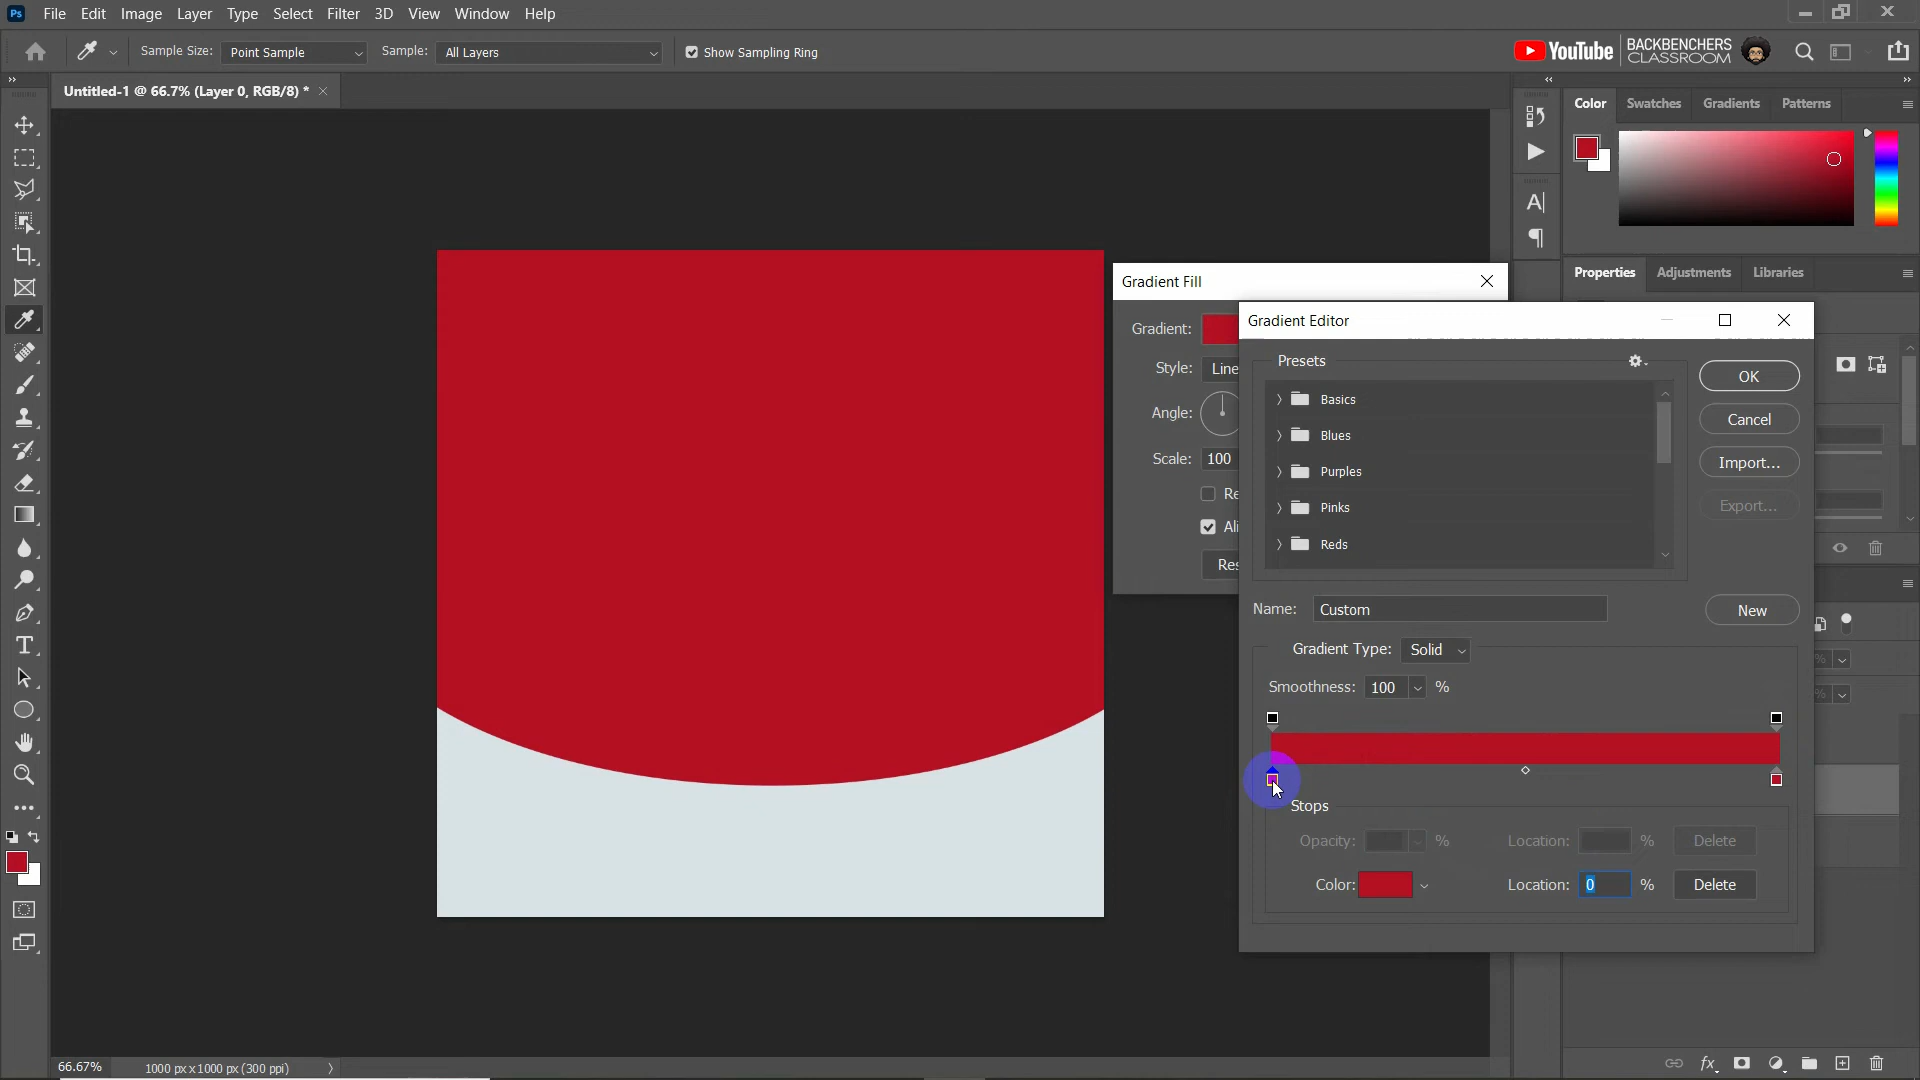 Ps File Edit Image Layer Type Select Filter 3D View Window Help
Sample Size: Point Sample Sample: All Layers Show Sampling Ring
YouTube BACKBENCHERS CLASSROOM
Untitled-1 @ 66.7% (Layer 0, RGB/8) *
Color Swatches Gradients Patterns
Properties Adjustments Libraries
Gradient Fill
Gradient:
Style: Line
Angle:
Scale: 100
Re
Ali
Res
Gradient Editor
Presets
Basics
Blues
Purples
Pinks
Reds
OK
Cancel
Import...
Export...
Name: Custom New
Gradient Type: Solid
Smoothness: 100 %
Stops
Opacity: % Location: % Delete
Color: Location: 0 % Delete
%
%
66.67% 1000 px x 1000 px (300 ppi)